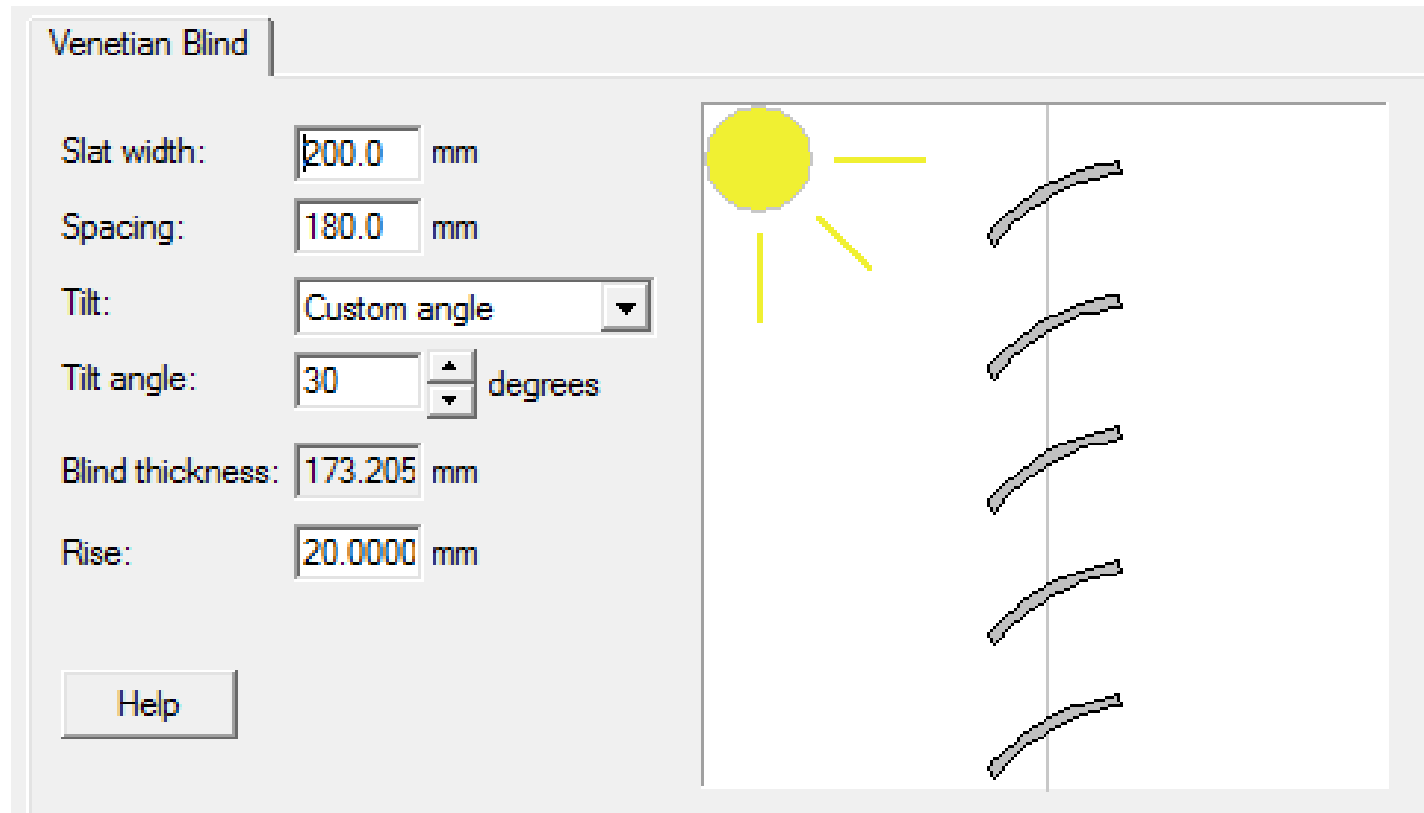 Venetian Blind
Slat width: 200.0 mm
Spacing: 180.0 mm
Tilt: Custom angle
Tilt angle: 30 degrees
Blind thickness: 173.205 mm
Rise: 20.0000 mm
Help